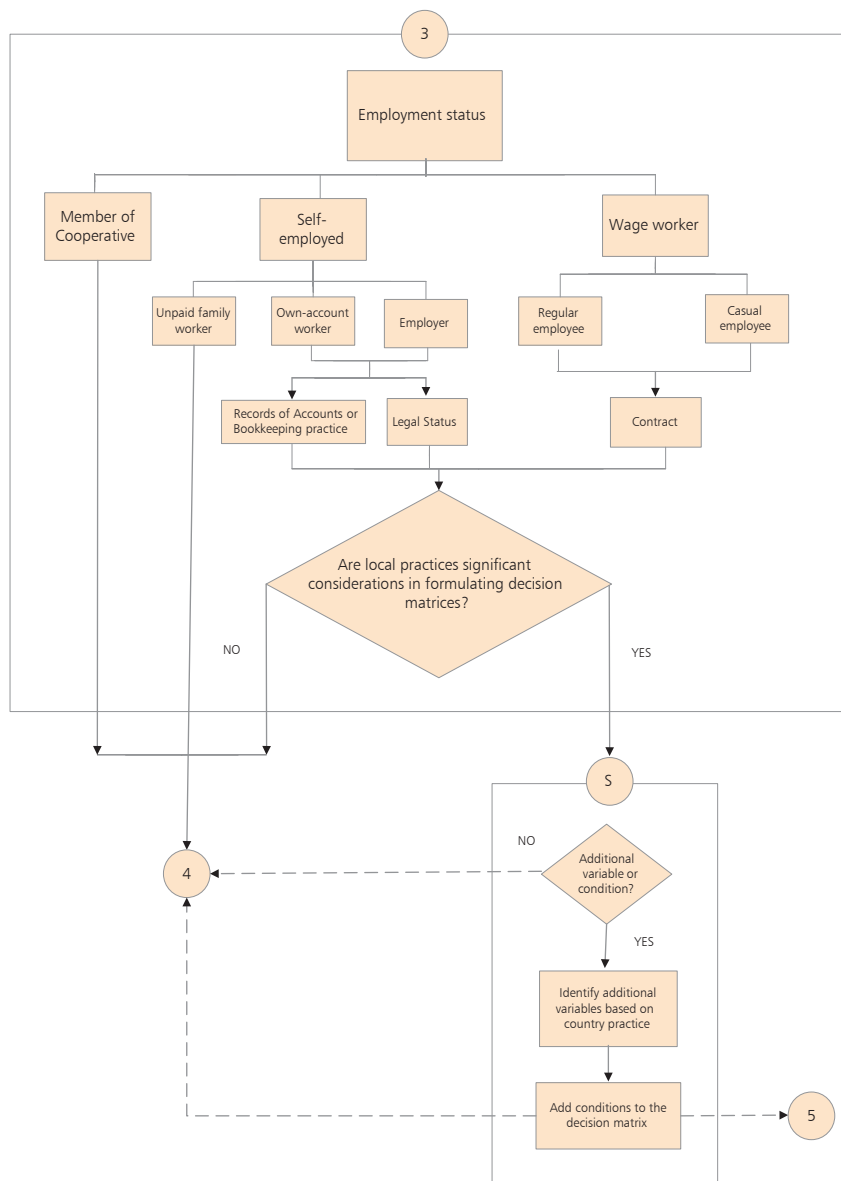 3
Employment status
Member of
Cooperative
Self-
employed
Wage worker
Unpaid family
worker
Own-account
worker
Employer
Regular
employee
Casual
employee
Records of Accounts or
Bookkeeping practice
Legal Status
Contract
Are local practices significant
considerations in formulating decision
matrices?
NO
YES
S
NO
Additional
variable or
condition?
4
YES
Identify additional
variables based on
country practice
Add conditions to the
decision matrix
5